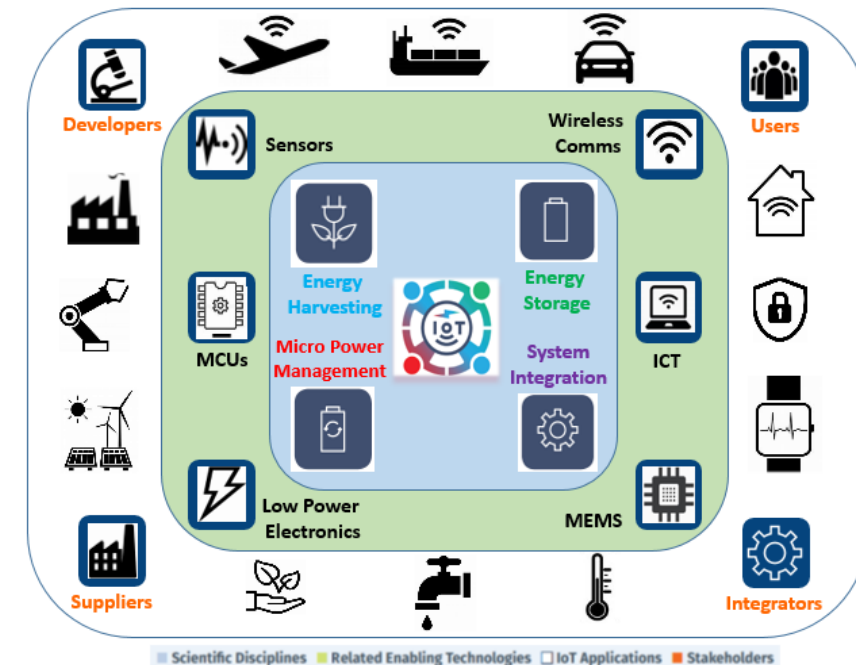 Developers
Users
Sensors
Wireless
Comms
Energy
Harvesting
Energy
Storage
IoT
MCUs
Micro Power
Management
System
Integration
ICT
Low Power
Electronics
MEMS
Suppliers
Integrators
1
Scientific Disciplines Related Enabling Technologies IoT Applications Stakeholders